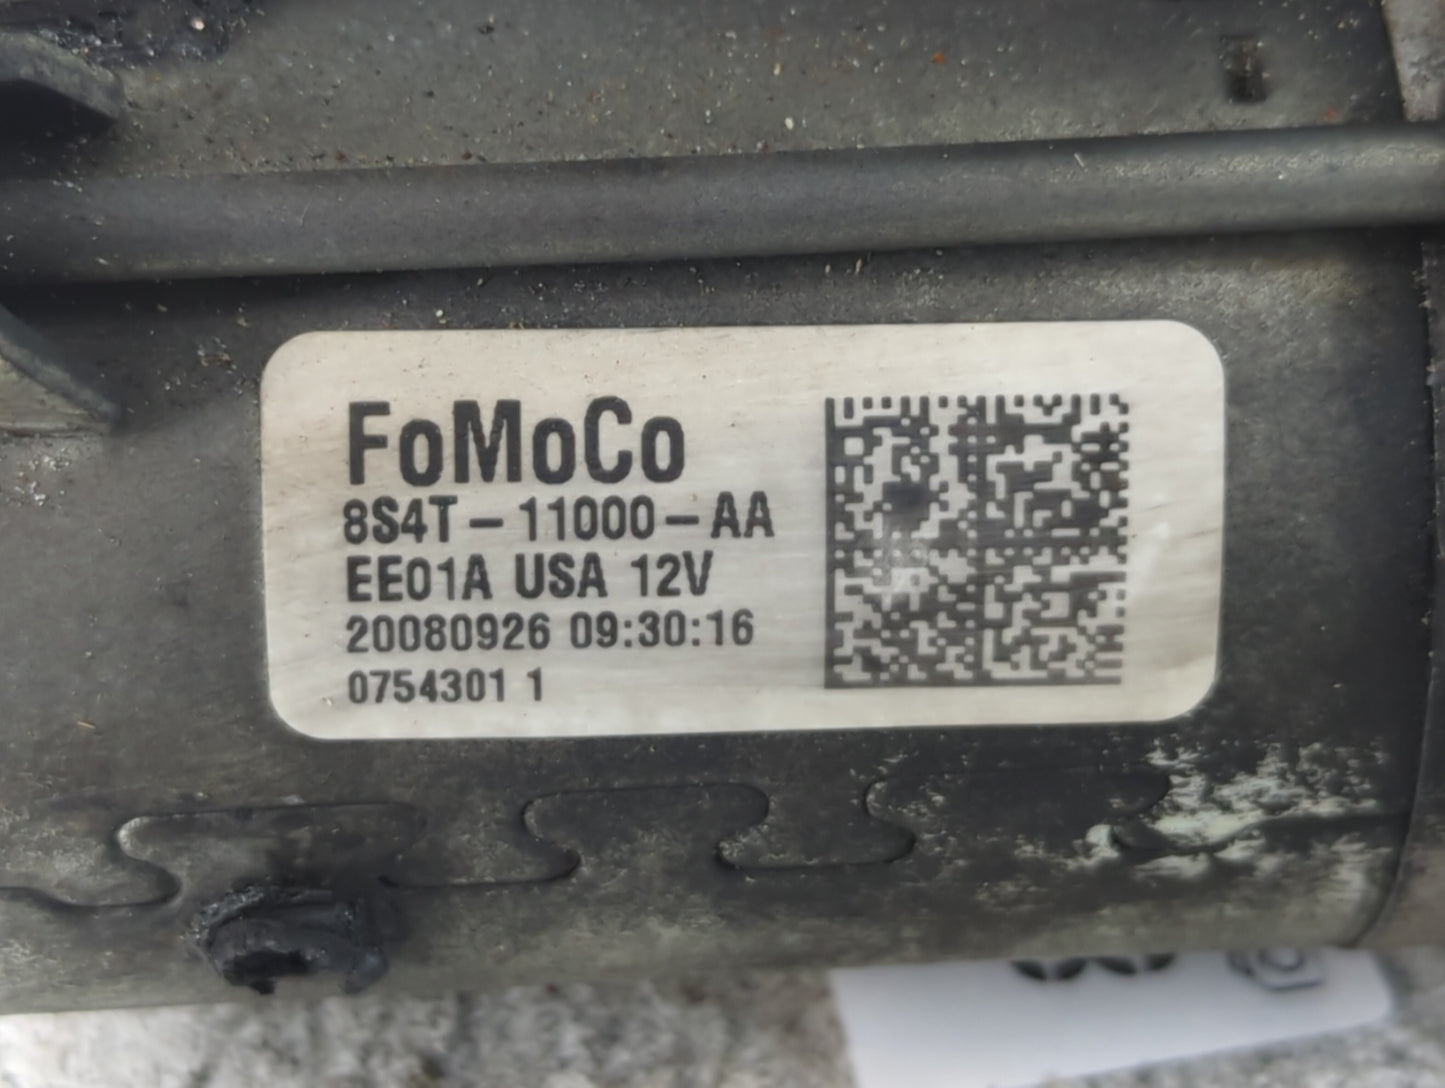 FoMoCo
8S4T-11000-AA
EE01A USA 12V
20080926 09:30:16
0754301 1